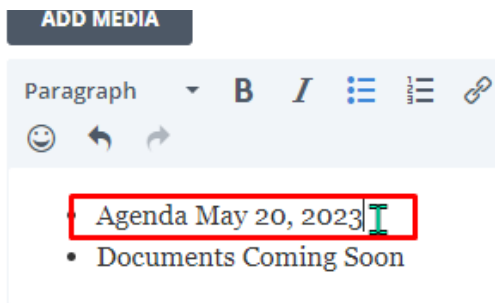 ADD MEDIA
Paragraph B I
• Agenda May 20, 2023
• Documents Coming Soon